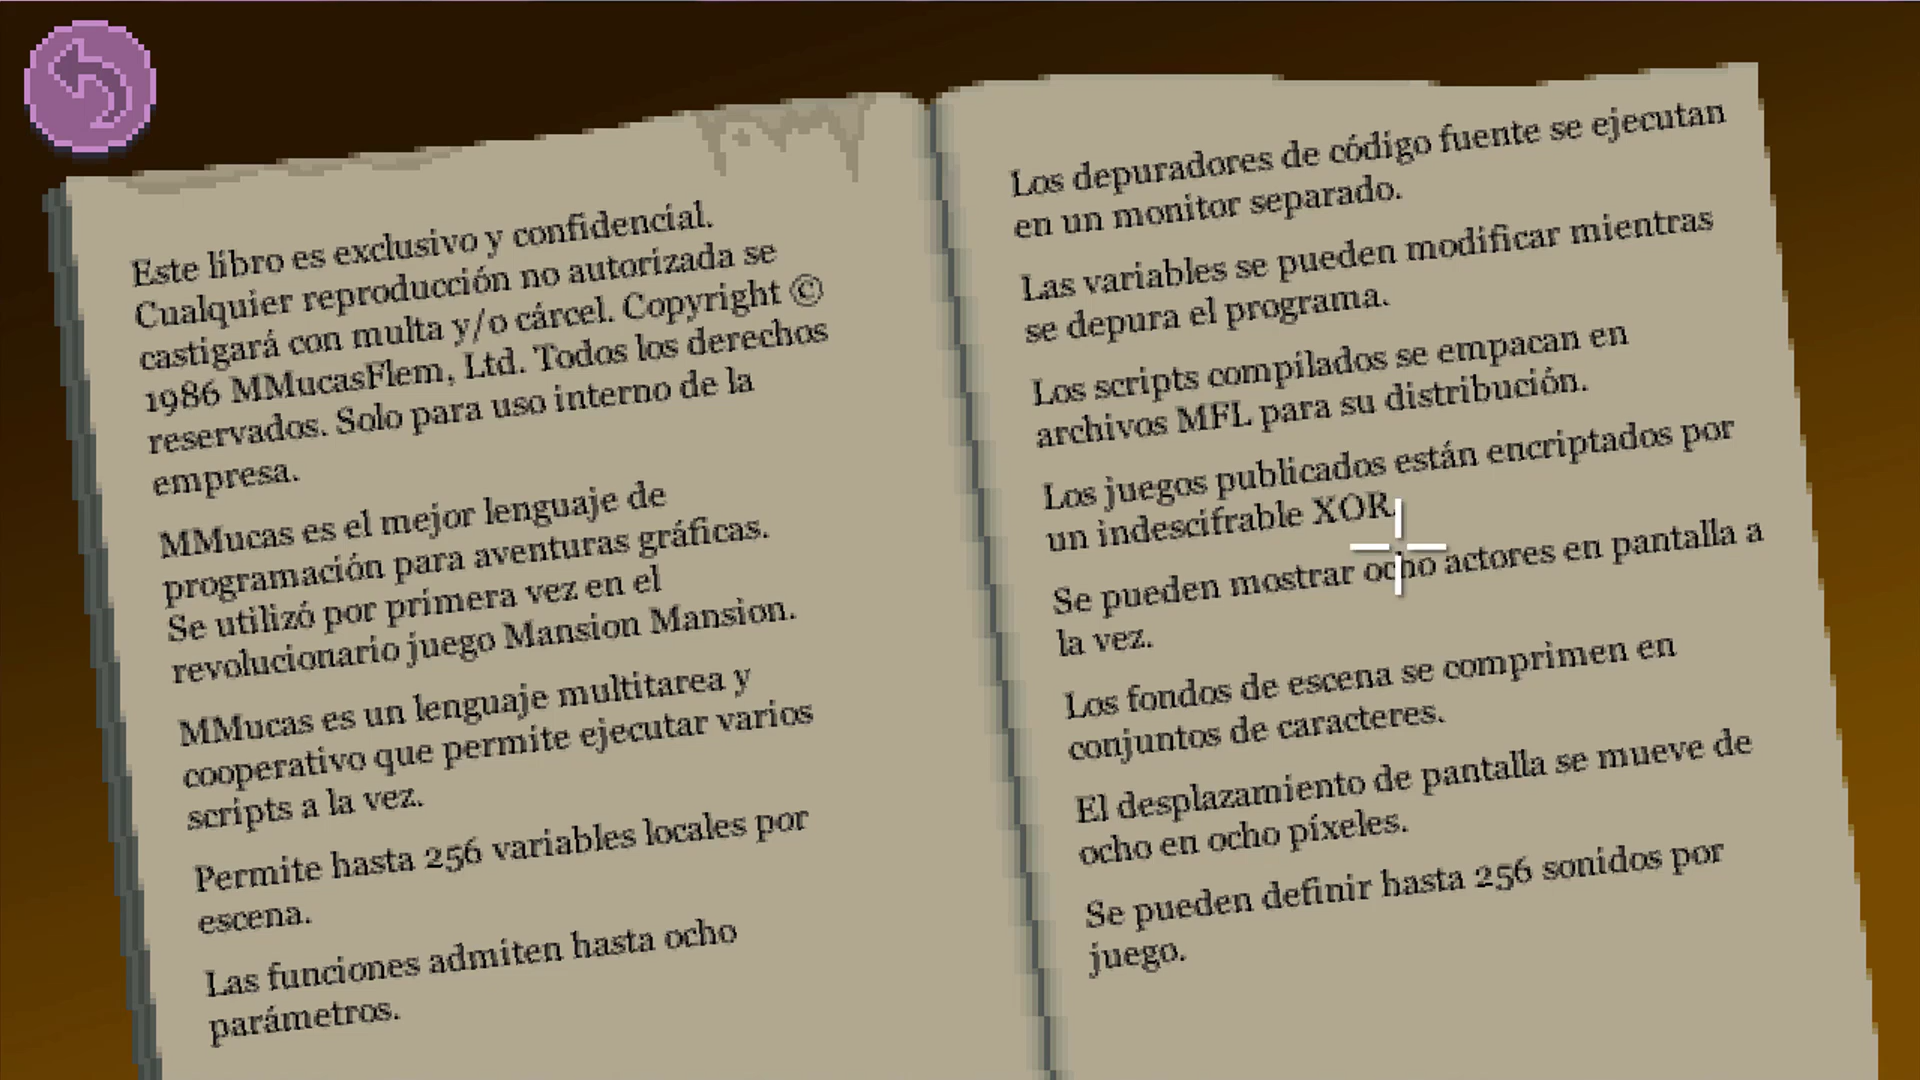 Este libro es exclusivo y confidencial.
Cualquier reproducción no autorizada se
castigará con multa y/o cárcel. Copyright ©
1986 MMucasFlem, Ltd. Todos los derechos
reservados. Solo para uso interno de la
empresa.
MMucas es el mejor lenguaje de
programación para aventuras gráficas.
Se utilizó por primera vez en el
revolucionario juego Mansion Mansion.
MMucas es un lenguaje multitarea y
cooperativo que permite ejecutar varios
scripts a la vez.
Permite hasta 256 variables locales por
escena.
Las funciones admiten hasta ocho
parámetros.
Los depuradores de código fuente se ejecutan
en un monitor separado.
Las variables se pueden modificar mientras
se depura el programa.
Los scripts compilados se empacan en
archivos MFL para su distribución.
Los juegos publicados están encriptados por
un indescifrable XOR.
Se pueden mostrar ocho actores en pantalla a
la vez.
Los fondos de escena se comprimen en
conjuntos de caracteres.
El desplazamiento de pantalla se mueve de
ocho en ocho píxeles.
Se pueden definir hasta 256 sonidos por
juego.